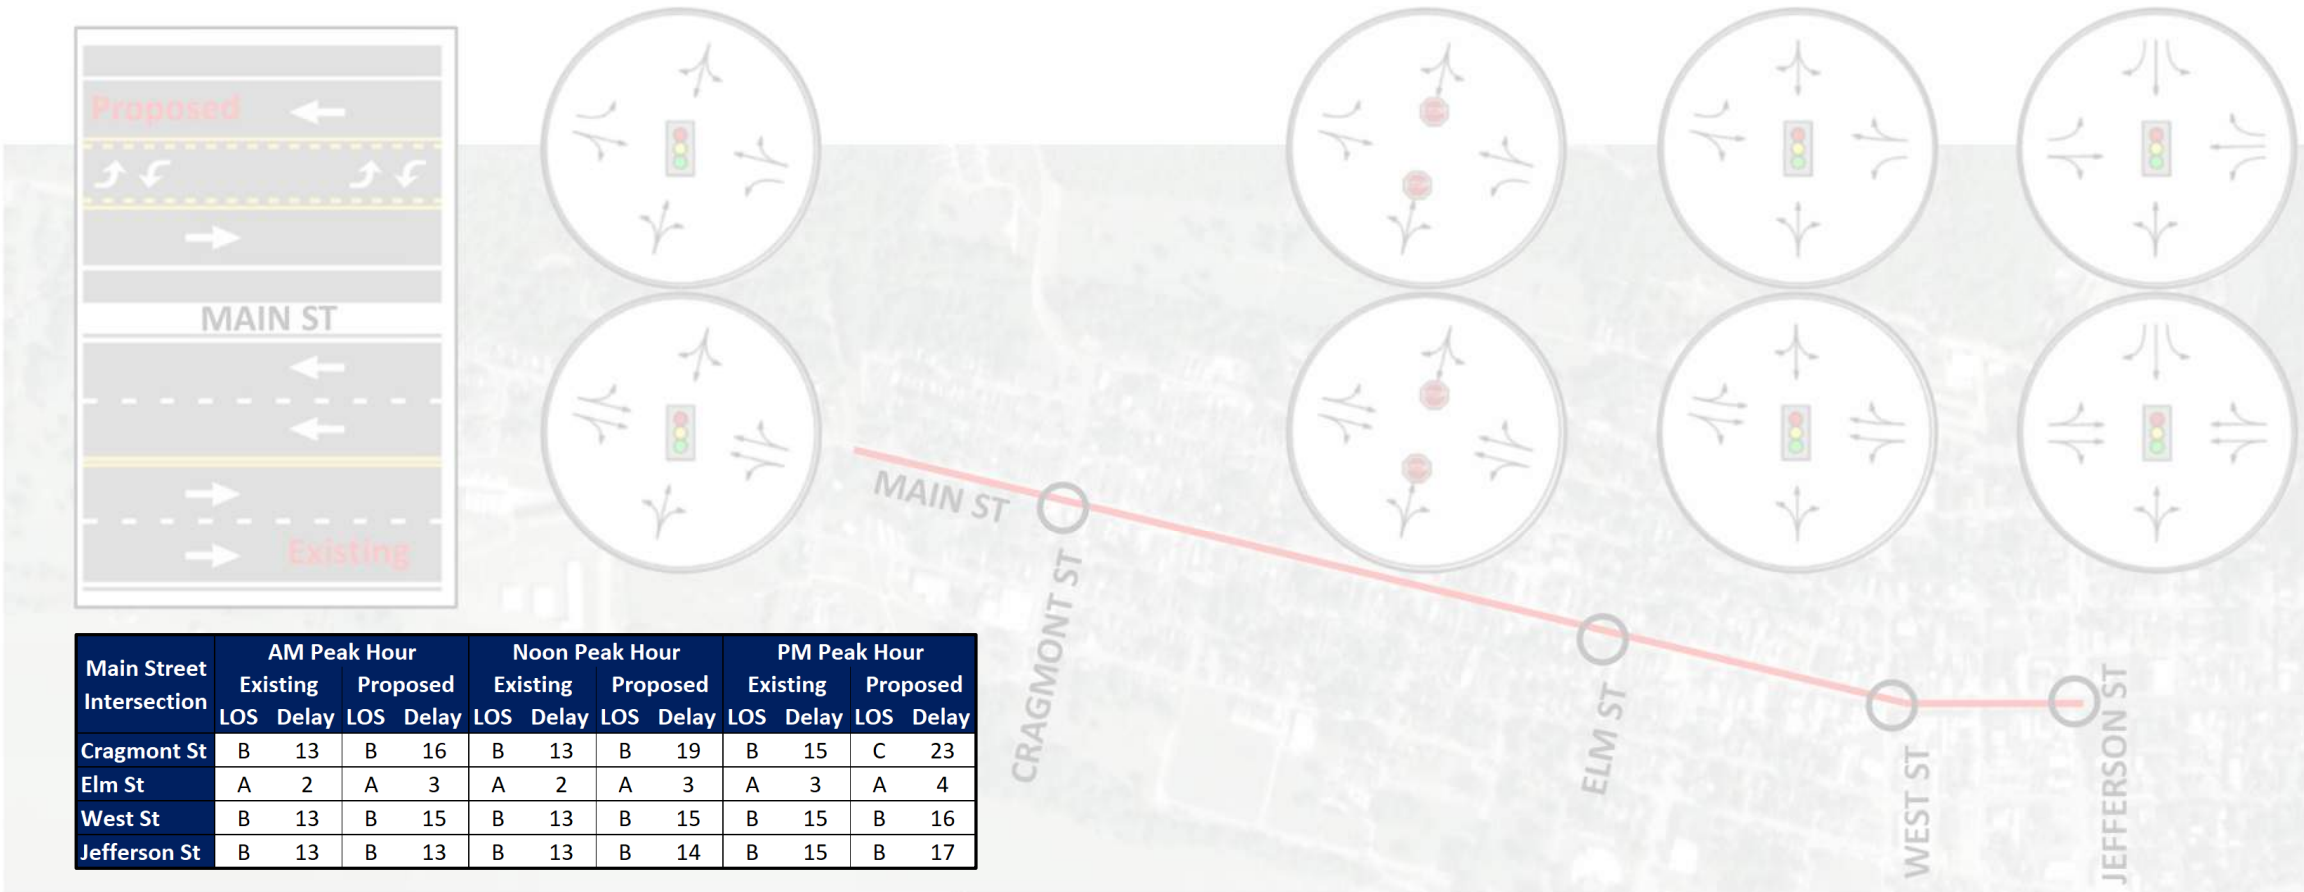 Proposed
MAIN ST
Existing
MAIN ST
CRAGMONT ST
ELM ST
WEST ST
JEFFERSON ST
Main Street Intersection AM Peak Hour Noon Peak Hour PM Peak Hour
Existing Proposed Existing Proposed Existing Proposed
LOS Delay LOS Delay LOS Delay LOS Delay LOS Delay LOS Delay
Cragmont St B 13 B 16 B 13 B 19 B 15 C 23
Elm St A 2 A 3 A 2 A 3 A 3 A 4
West St B 13 B 15 B 13 B 15 B 15 B 16
Jefferson St B 13 B 13 B 13 B 14 B 15 B 17